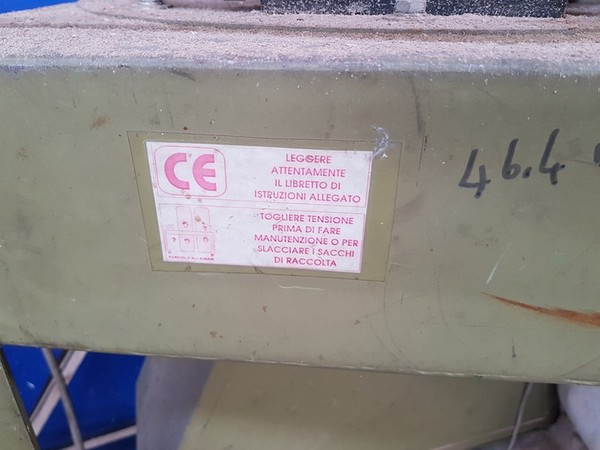 CE
LEGGERE
ATTENTAMENTE
IL LIBRETTO DI
ISTRUZIONI ALLEGATO
TOGLIERE TENSIONE
PRIMA DI FARE
MANUTENZIONE O PER
SLACCIARE I SACCHI
DI RACCOLTA
46.4